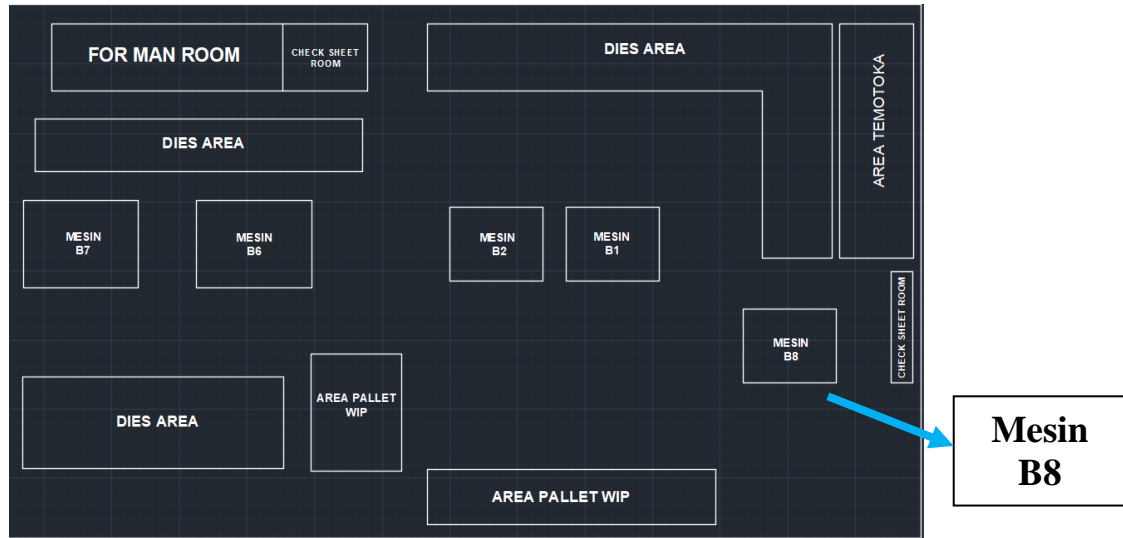 FOR MAN ROOM
CHECK SHEET
ROOM
DIES AREA
AREA TEMOTOKA
DIES AREA
MESIN
B7
MESIN
B6
MESIN
B2
MESIN
B1
CHECK SHEET ROOM
MESIN
B8
AREA PALLET
WIP
DIES AREA
AREA PALLET WIP
Mesin
B8